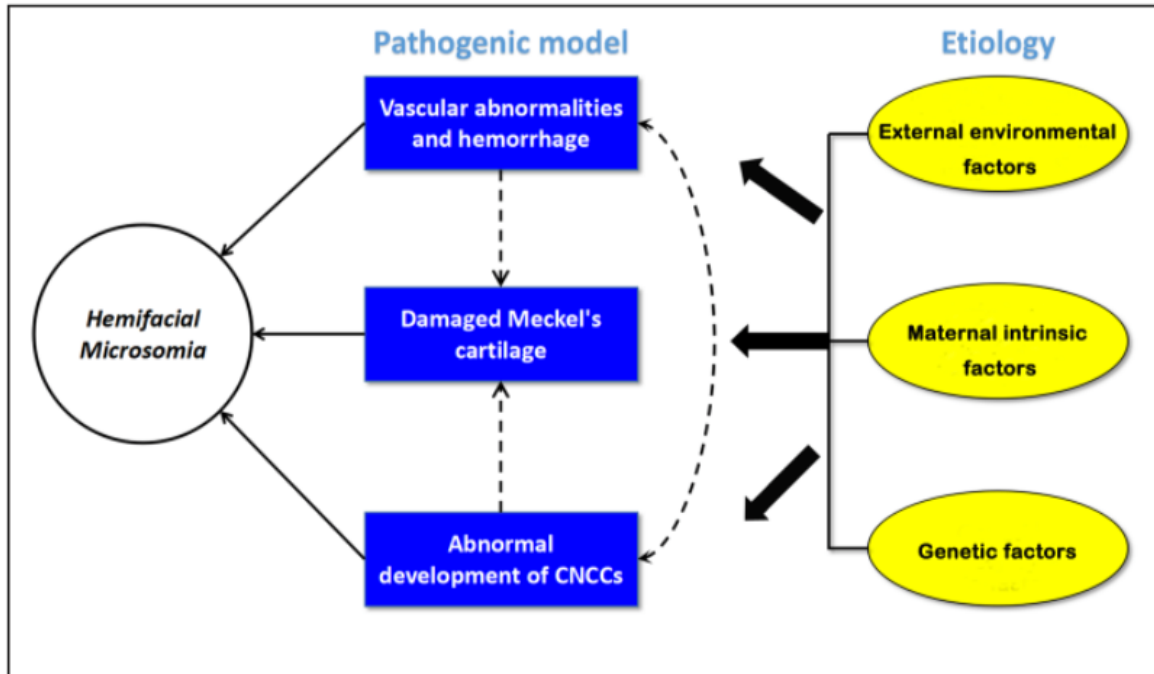 Pathogenic model
Etiology
Vascular abnormalities
and hemorrhage
External environmental
factors
Hemifacial
Microsomia
Damaged Meckel's
cartilage
Maternal intrinsic
factors
Abnormal
development of CNCCs
Genetic factors